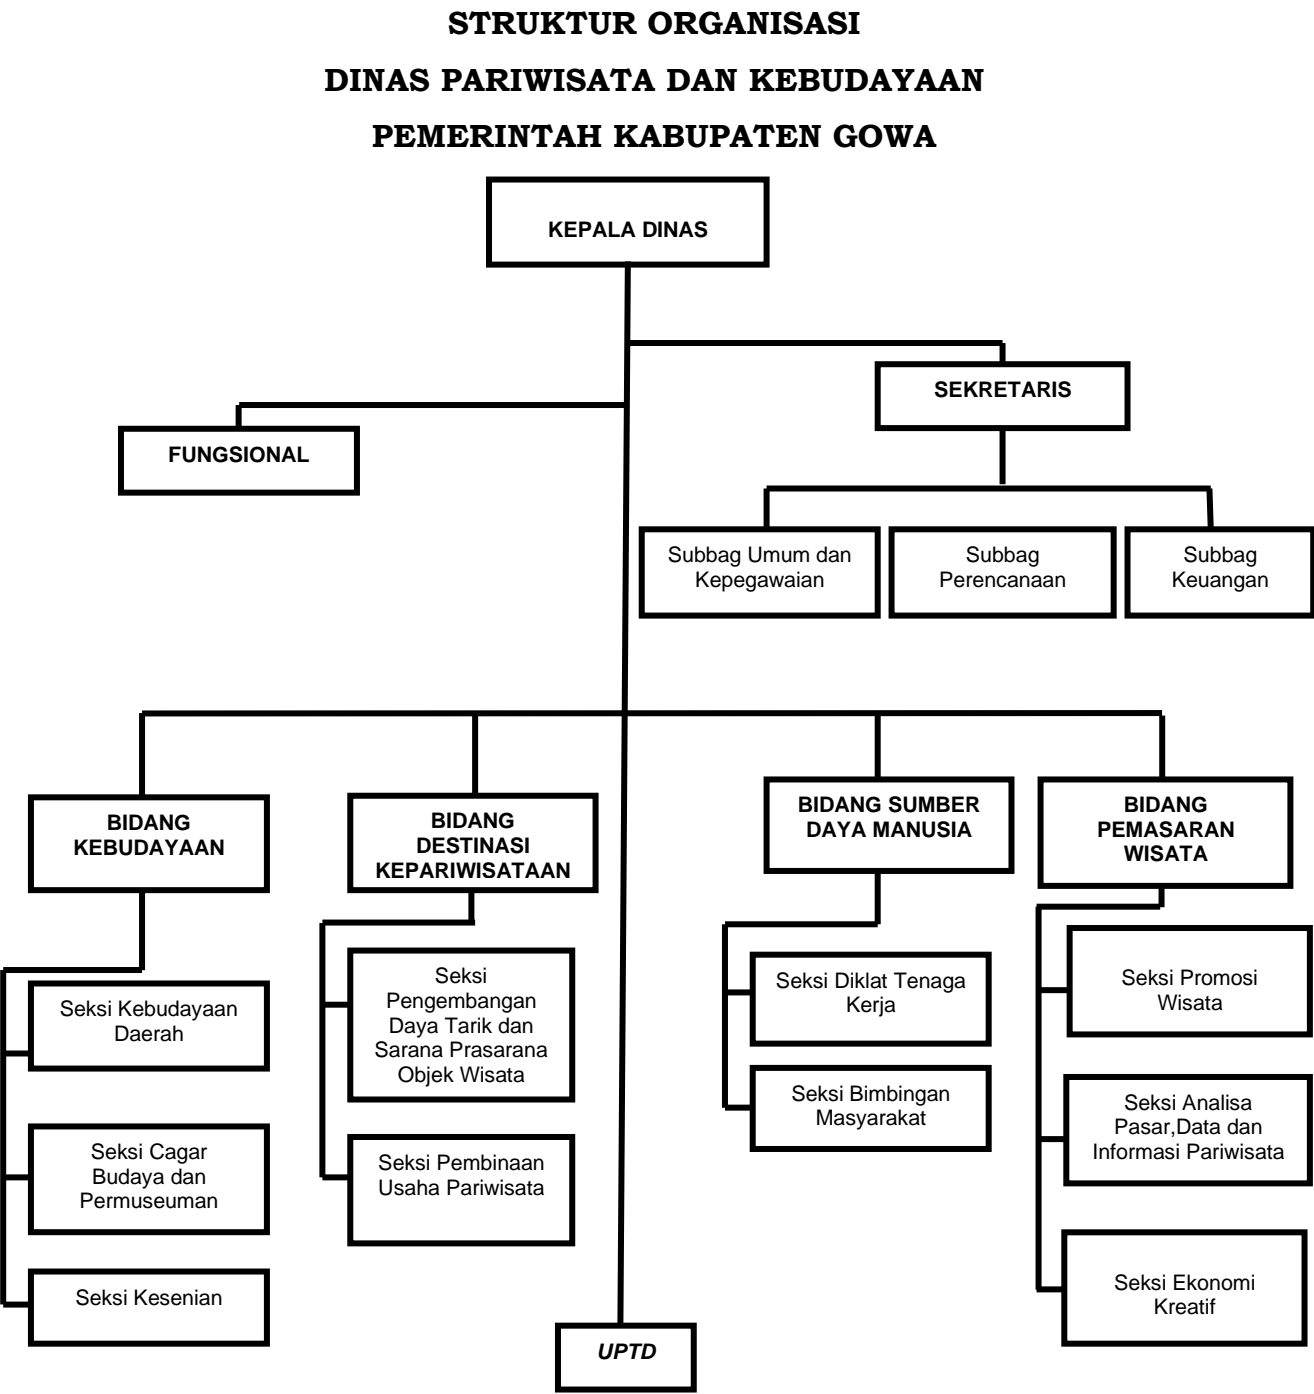 STRUKTUR ORGANISASI
DINAS PARIWISATA DAN KEBUDAYAAN
PEMERINTAH KABUPATEN GOWA
KEPALA DINAS
SEKRETARIS
FUNGSIONAL
Subbag Umum dan
Kepegawaian
Subbag
Perencanaan
Subbag
Keuangan
BIDANG
KEBUDAYAAN
BIDANG
DESTINASI
KEPARIWISATAAN
BIDANG SUMBER
DAYA MANUSIA
BIDANG
PEMASARAN
WISATA
Seksi Kebudayaan
Daerah
Seksi Cagar
Budaya dan
Permuseuman
Seksi Kesenian
Seksi
Pengembangan
Daya Tarik dan
Sarana Prasarana
Objek Wisata
Seksi Pembinaan
Usaha Pariwisata
Seksi Diklat Tenaga
Kerja
Seksi Bimbingan
Masyarakat
Seksi Promosi
Wisata
Seksi Analisa
Pasar,Data dan
Informasi Pariwisata
Seksi Ekonomi
Kreatif
UPTD